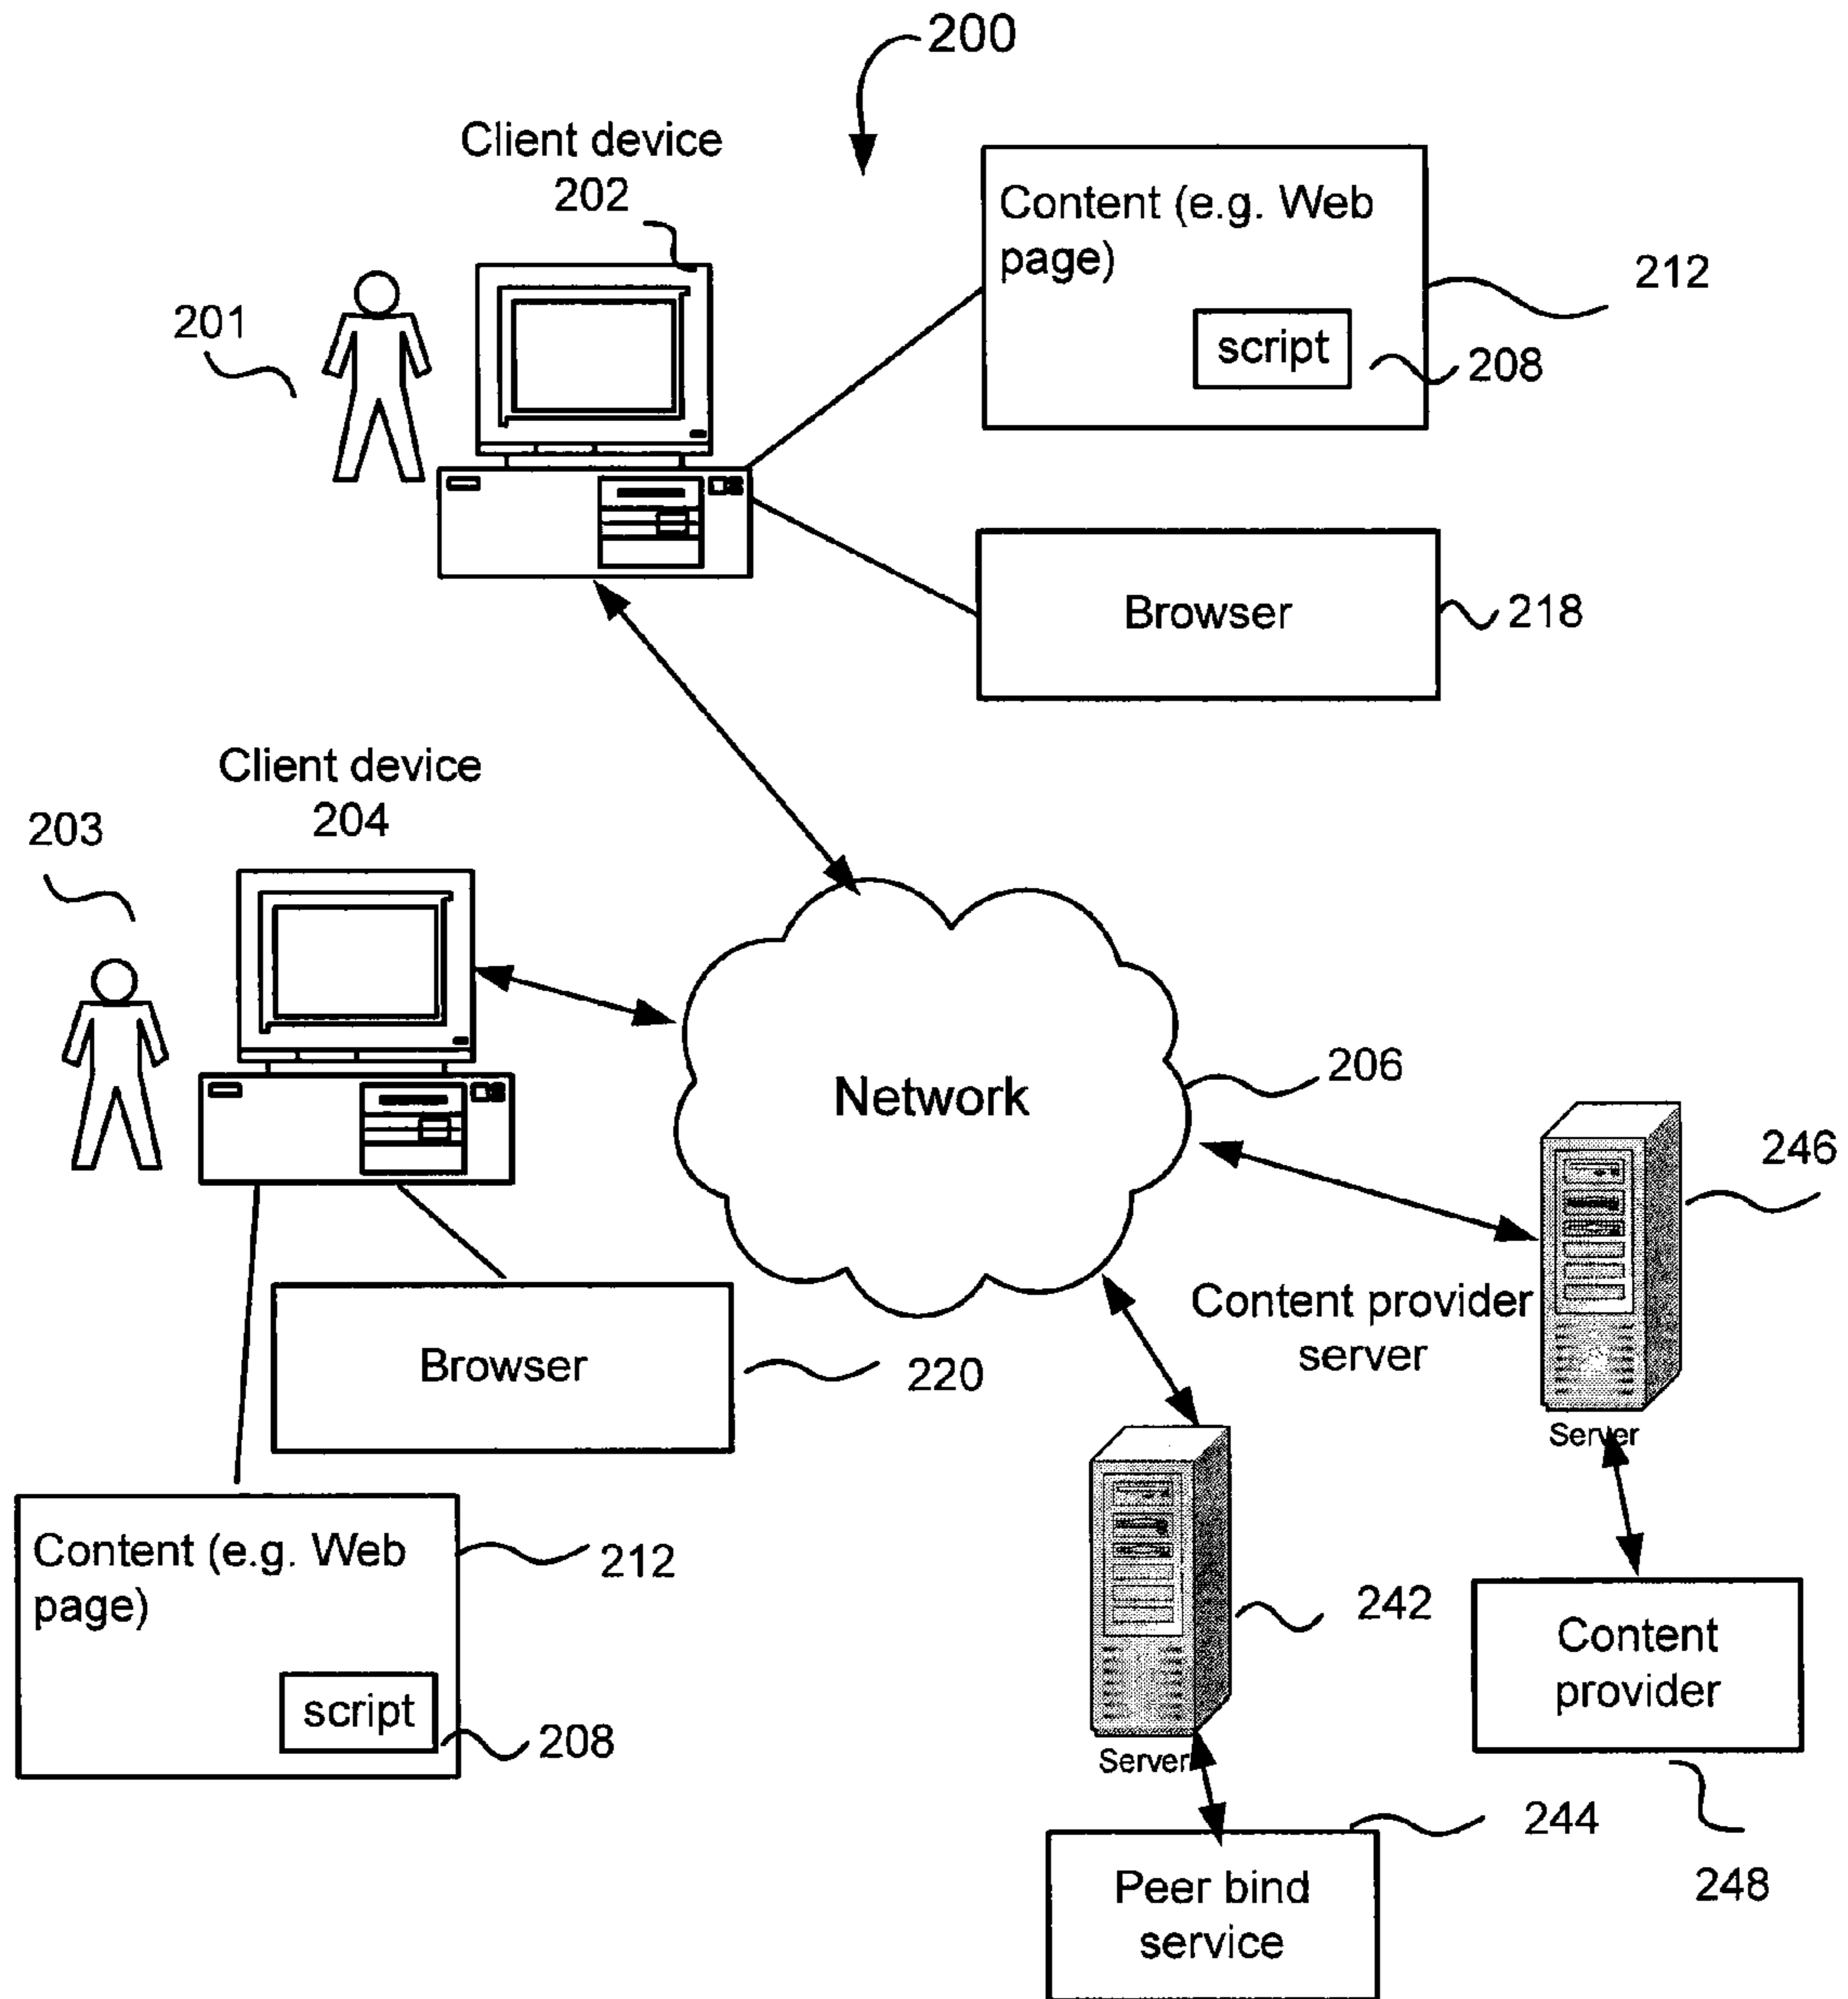 200
Client device
202
Content (e.g. Web
page)
212
201
script
208
Browser
218
Client device
204
203
Network
206
246
Content provider
server
Browser
220
Server
Content (e.g. Web
page)
212
242
Content
provider
script
208
Server
244
248
Peer bind
service